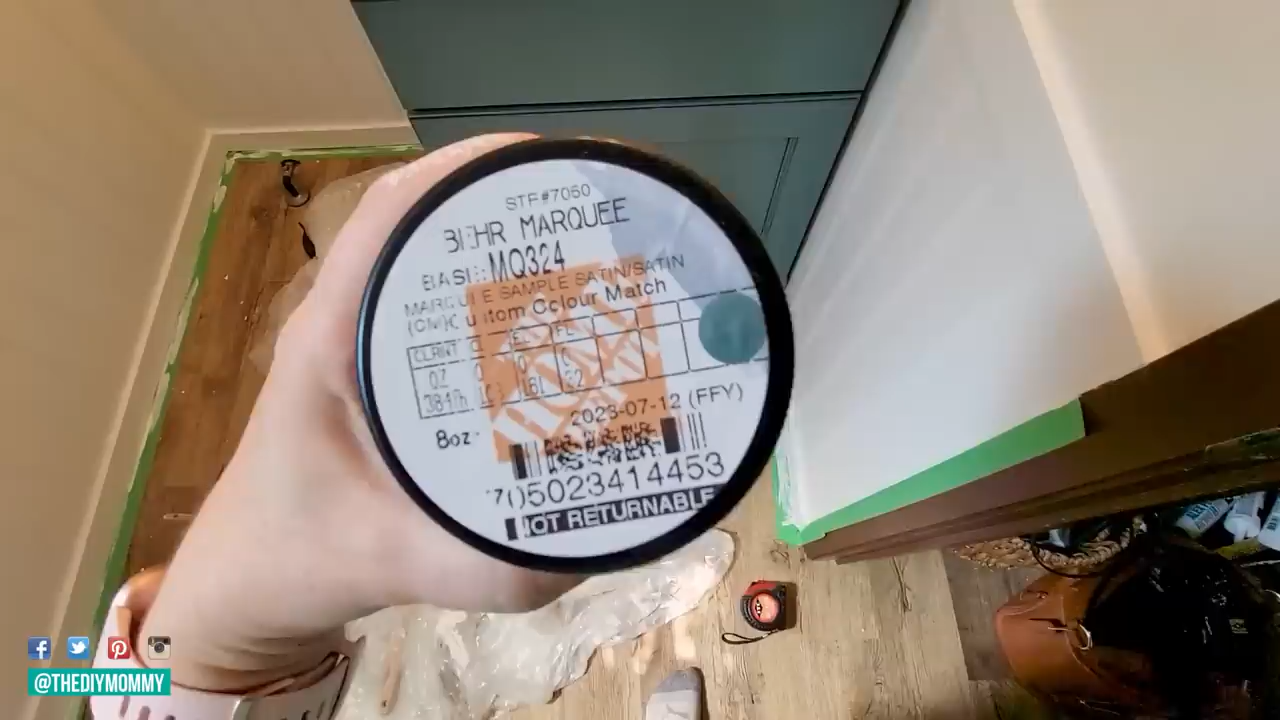 STF#7050
BEHR MARQUEE
BASE: MQ324
MARQUEE SAMPLE SATIN/SATIN
(CM)Custom Colour Match
CLRNT
OZ
384th
2023-07-12 (FFY)
8oz
705023414453
NOT RETURNABLE
@THEDIYMOMMY